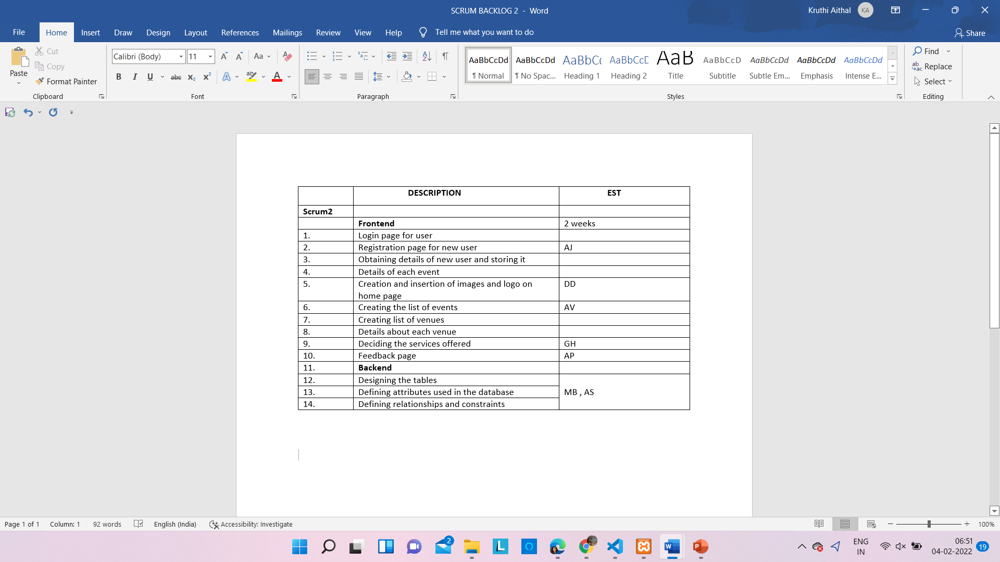 SCRUM BACKLOG 2 - Word
Kruthi Aithal KA
File Home Insert Draw Design Layout References Mailings Review View Help Tell me what you want to do Share
Paste
Cut
Copy
Format Painter
Clipboard
Calibri (Body) 11 Aa
B I U abc x₂ x² A A
Font
Paragraph
AaBbCcDd AaBbCcDd AaBbCc AaBbCcD AaB AaBbCcD AaBbCcDd AaBbCcDd AaBbCcDd
¶ Normal ¶ No Spac... Heading 1 Heading 2 Title Subtitle Subtle Em... Emphasis Intense E...
Styles
Find
Replace
Select
Editing
DESCRIPTION EST
Scrum2
Frontend 2 weeks
1. Login page for user
2. Registration page for new user AJ
3. Obtaining details of new user and storing it
4. Details of each event
5. Creation and insertion of images and logo on DD
home page
6. Creating the list of events AV
7. Creating list of venues
8. Details about each venue
9. Deciding the services offered GH
10. Feedback page AP
11. Backend
12. Designing the tables
13. Defining attributes used in the database MB , AS
14. Defining relationships and constraints
Page 1 of 1 Column: 1 92 words English (India) Accessibility: Investigate 100%
2
ENG
IN
06:51
04-02-2022
19